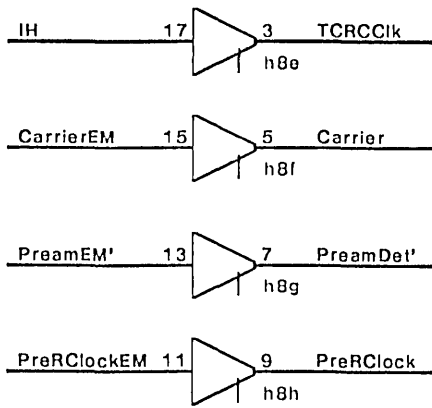 IH 17 3 TCRCClk
h8e
CarrierEM 15 5 Carrier
h8f
PreamEM' 13 7 PreamDet'
h8g
PreRClockEM 11 9 PreRClock
h8h